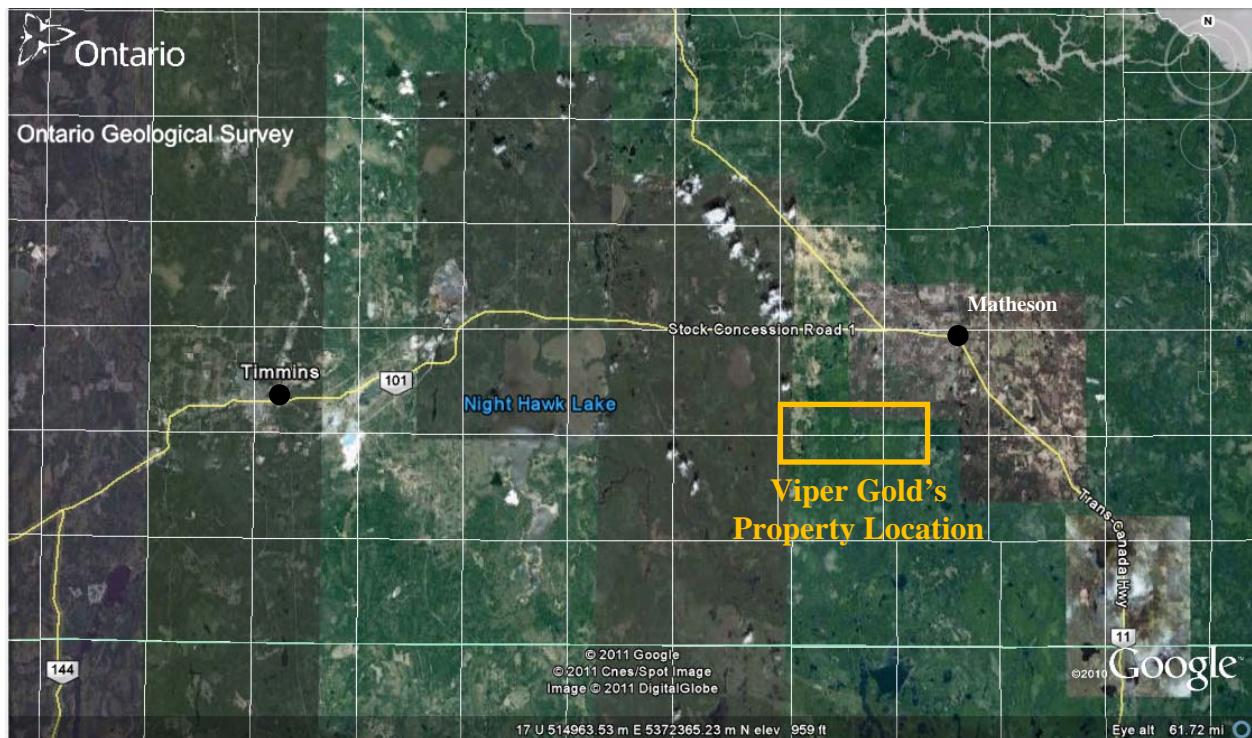 N
Ontario
Ontario Geological Survey
Matheson
Stock Concession Road 1
Timmins
101
Night Hawk Lake
Viper Gold’s
Property Location
Trans Canada Hwy
11
144
© 2011 Google
© 2011 Cnes/Spot Image
Image © 2011 DigitalGlobe
©2010 Google™
17 U 514963.53 m E 5372365.23 m N elev 959 ft
Eye alt 61.72 mi